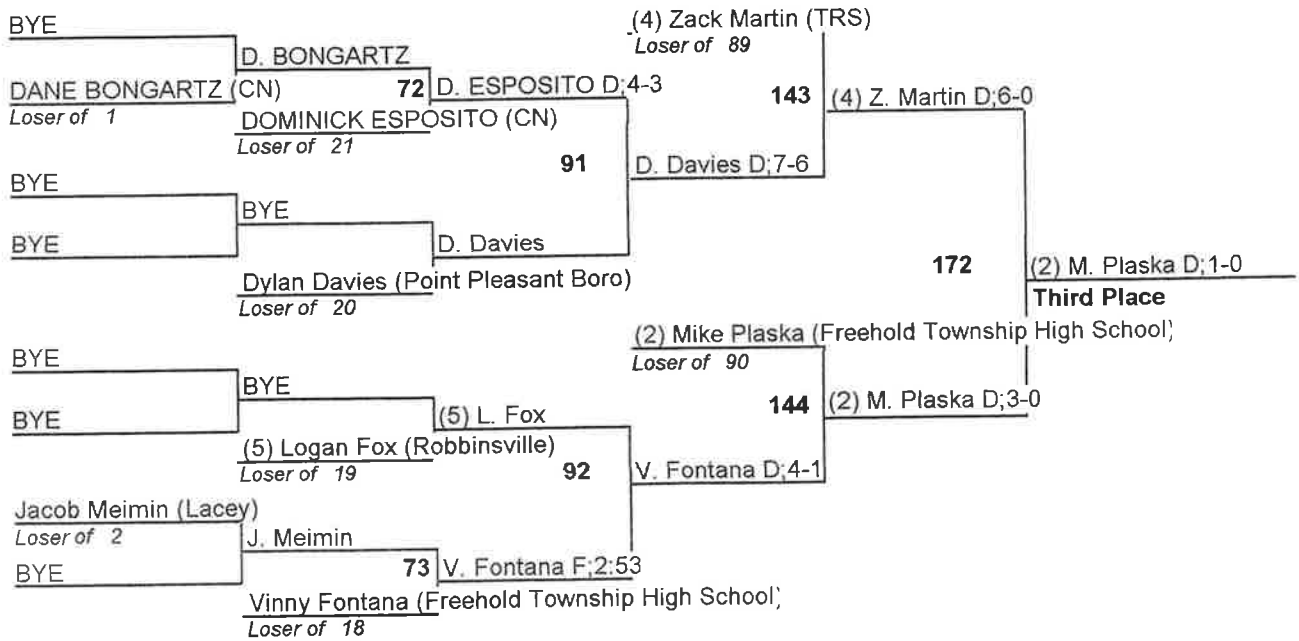 BYE
D. BONGARTZ
DANE BONGARTZ (CN)
Loser of 1
72
D. ESPOSITO D;4-3
DOMINICK ESPOSITO (CN)
Loser of 21
(4) Zack Martin (TRS)
Loser of 89
143
(4) Z. Martin D;6-0
91
D. Davies D;7-6
BYE
BYE
BYE
D. Davies
Dylan Davies (Point Pleasant Boro)
Loser of 20
172
(2) M. Plaska D;1-0
Third Place
BYE
BYE
BYE
(5) L. Fox
(5) Logan Fox (Robbinsville)
Loser of 19
(2) Mike Plaska (Freehold Township High School)
Loser of 90
144
(2) M. Plaska D;3-0
92
V. Fontana D;4-1
Jacob Meimin (Lacey)
Loser of 2
J. Meimin
BYE
73
V. Fontana F;2:53
Vinny Fontana (Freehold Township High School)
Loser of 18